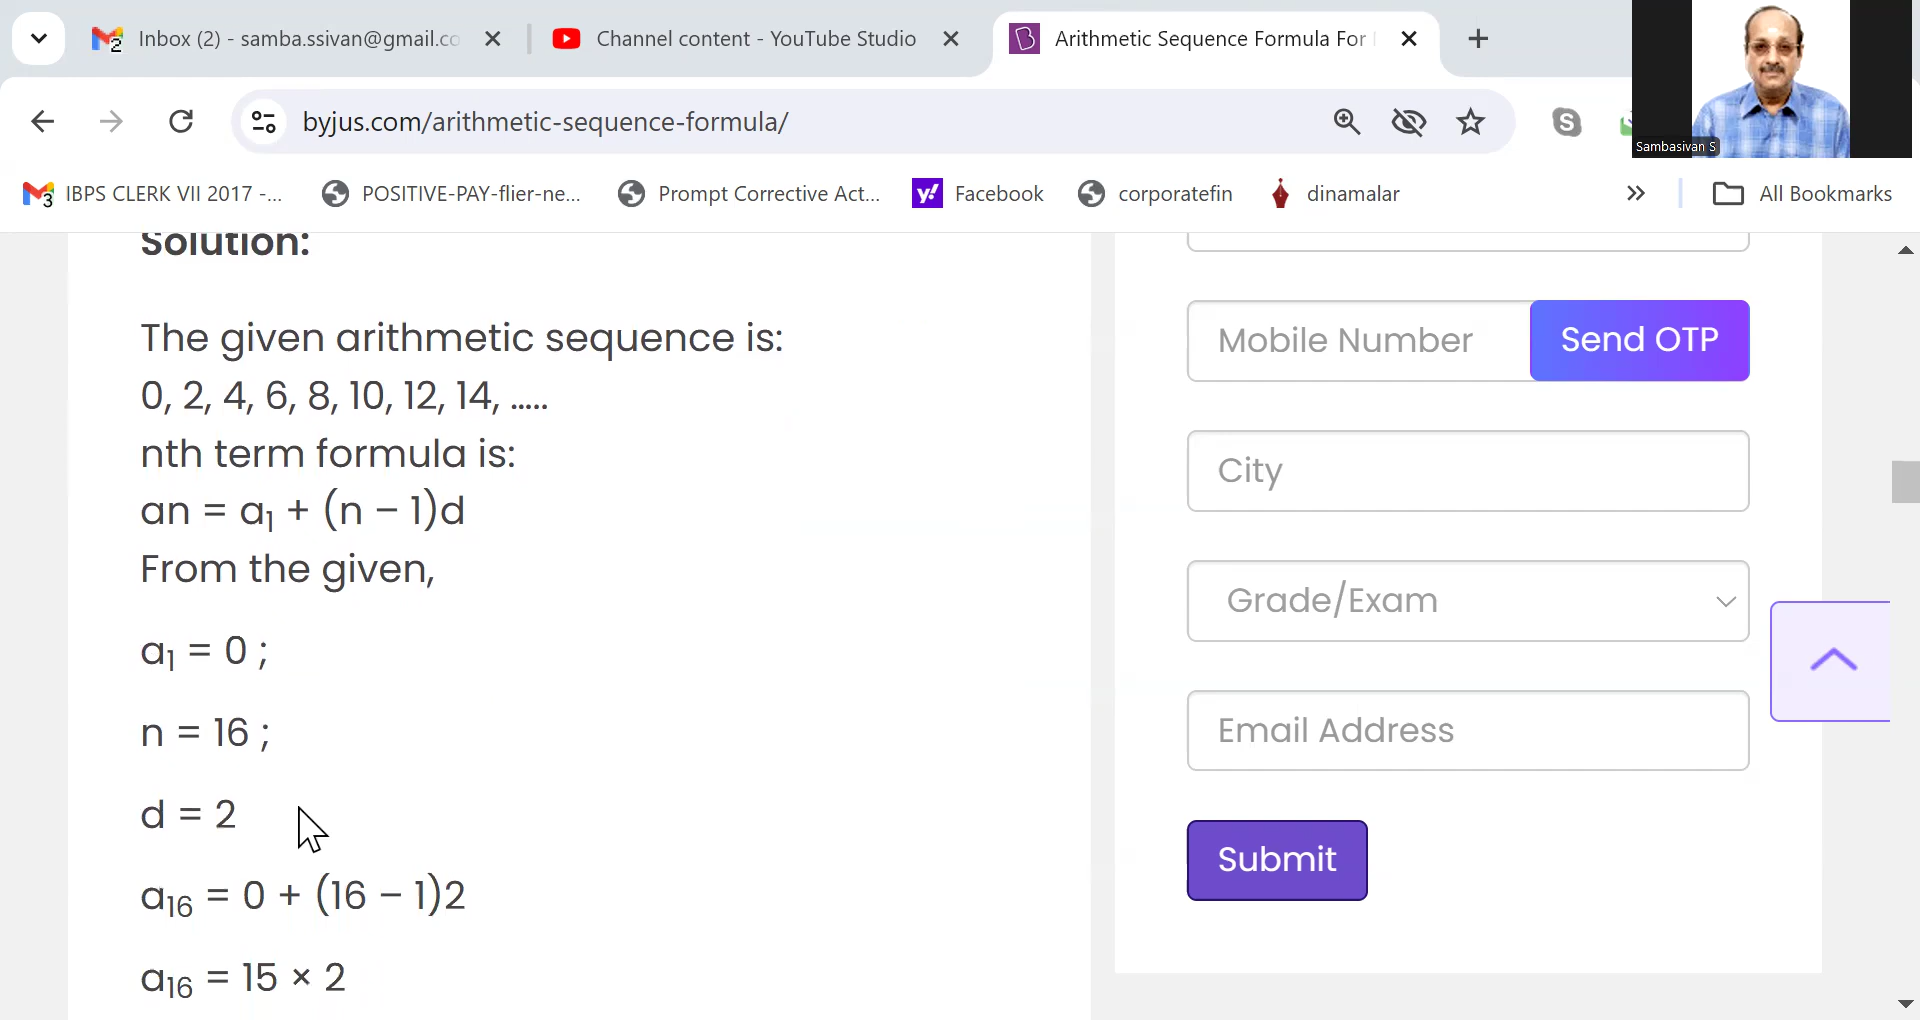 Inbox (2) - samba.ssivan@gmail.co
Channel content - YouTube Studio
Arithmetic Sequence Formula For
byjus.com/arithmetic-sequence-formula/
Sambasivan S
IBPS CLERK VII 2017 -...
POSITIVE-PAY-flier-ne...
Prompt Corrective Act...
Facebook
corporatefin
dinamalar
All Bookmarks
Solution:
The given arithmetic sequence is:
0, 2, 4, 6, 8, 10, 12, 14, .....
nth term formula is:
an = a₁ + (n – 1)d
From the given,
a₁ = 0 ;
n = 16 ;
d = 2
a₁₆ = 0 + (16 – 1)2
a₁₆ = 15 × 2
Mobile Number
Send OTP
City
Grade/Exam
Email Address
Submit